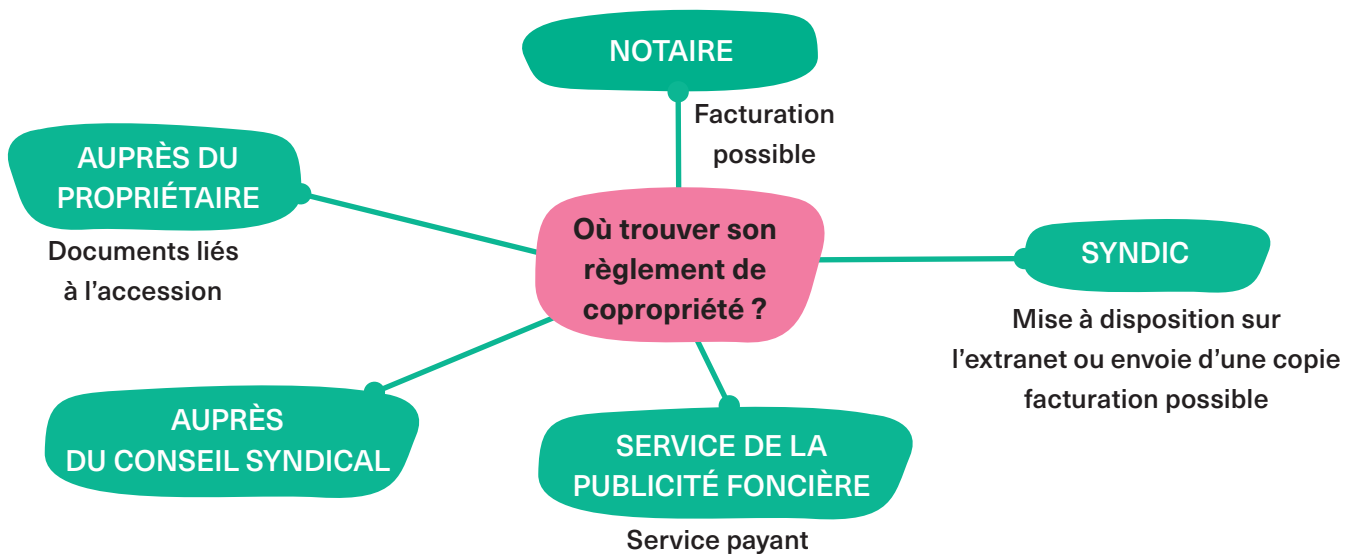 NOTAIRE
Facturation
possible
AUPRÈS DU
PROPRIÉTAIRE
Documents liés
à l’accession
Où trouver son
règlement de
copropriété ?
SYNDIC
Mise à disposition sur
l’extranet ou envoie d’une copie
facturation possible
AUPRÈS
DU CONSEIL SYNDICAL
SERVICE DE LA
PUBLICITÉ FONCIÈRE
Service payant